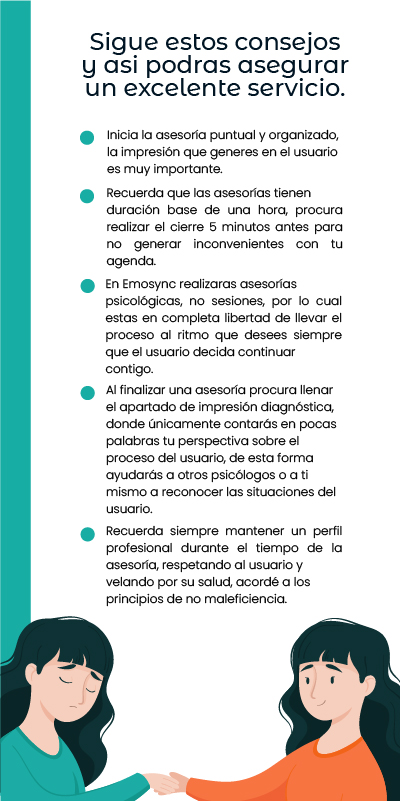 Sigue estos consejos
y asi podras asegurar
un excelente servicio.
Inicia la asesoría puntual y organizado,
la impresión que generes en el usuario
es muy importante.
Recuerda que las asesorías tienen
duración base de una hora, procura
realizar el cierre 5 minutos antes para
no generar inconvenientes con tu
agenda.
En Emosync realizaras asesorías
psicológicas, no sesiones, por lo cual
estas en completa libertad de llevar el
proceso al ritmo que desees siempre
que el usuario decida continuar
contigo.
Al finalizar una asesoría procura llenar
el apartado de impresión diagnóstica,
donde únicamente contarás en pocas
palabras tu perspectiva sobre el
proceso del usuario, de esta forma
ayudarás a otros psicólogos o a ti
mismo a reconocer las situaciones del
usuario.
Recuerda siempre mantener un perfil
profesional durante el tiempo de la
asesoría, respetando al usuario y
velando por su salud, acordé a los
principios de no maleficiencia.